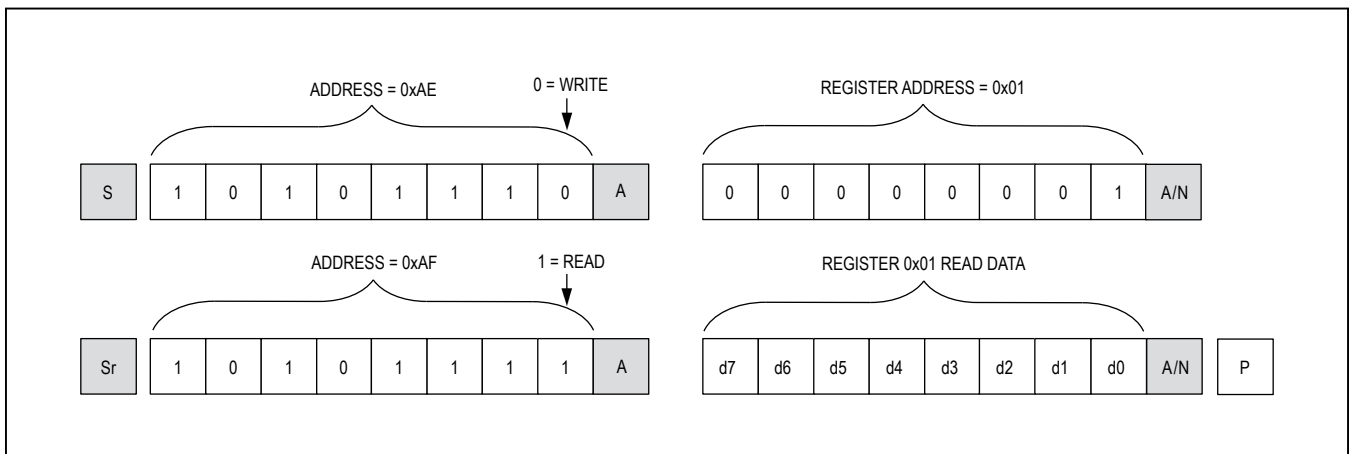 ADDRESS = 0xAE 0 = WRITE REGISTER ADDRESS = 0x01
S 1 0 1 0 1 1 1 0 A 0 0 0 0 0 0 0 1 A/N
ADDRESS = 0xAF 1 = READ REGISTER 0x01 READ DATA
Sr 1 0 1 0 1 1 1 1 A d7 d6 d5 d4 d3 d2 d1 d0 A/N P